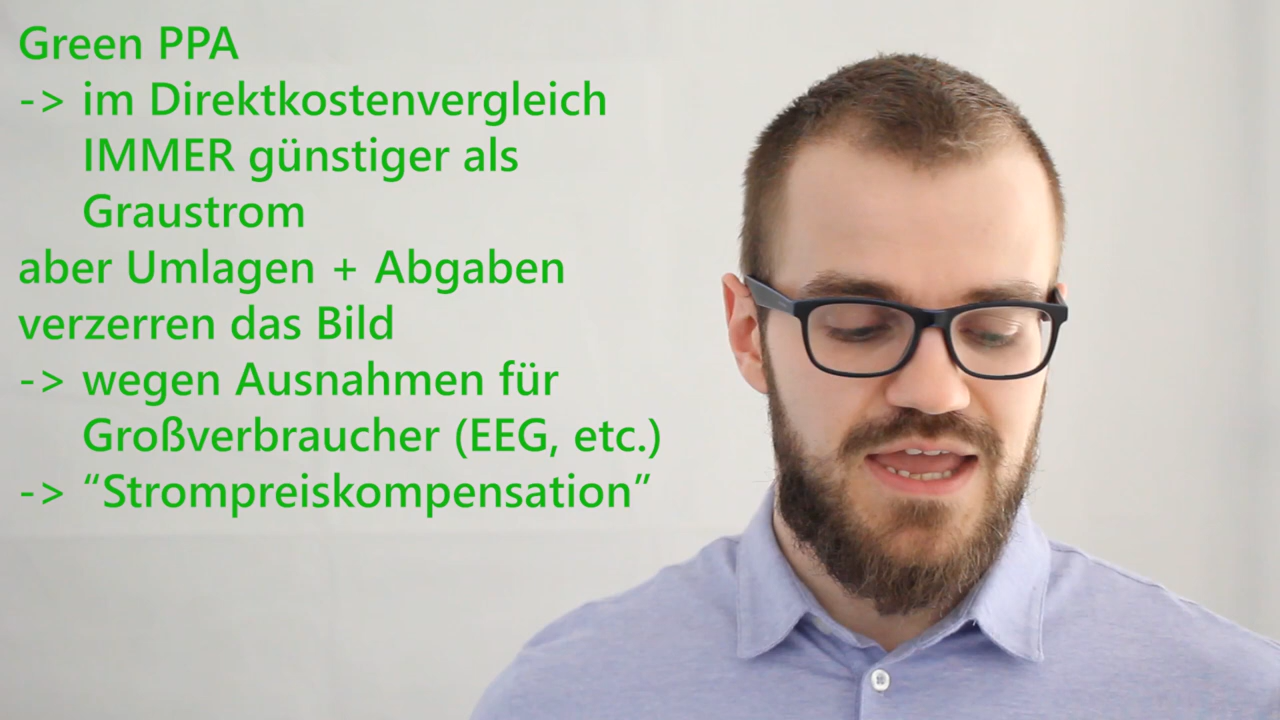 Green PPA
-> im Direktkostenvergleich
IMMER günstiger als
Graustrom
aber Umlagen + Abgaben
verzerren das Bild
-> wegen Ausnahmen für
Großverbraucher (EEG, etc.)
-> “Strompreiskompensation”